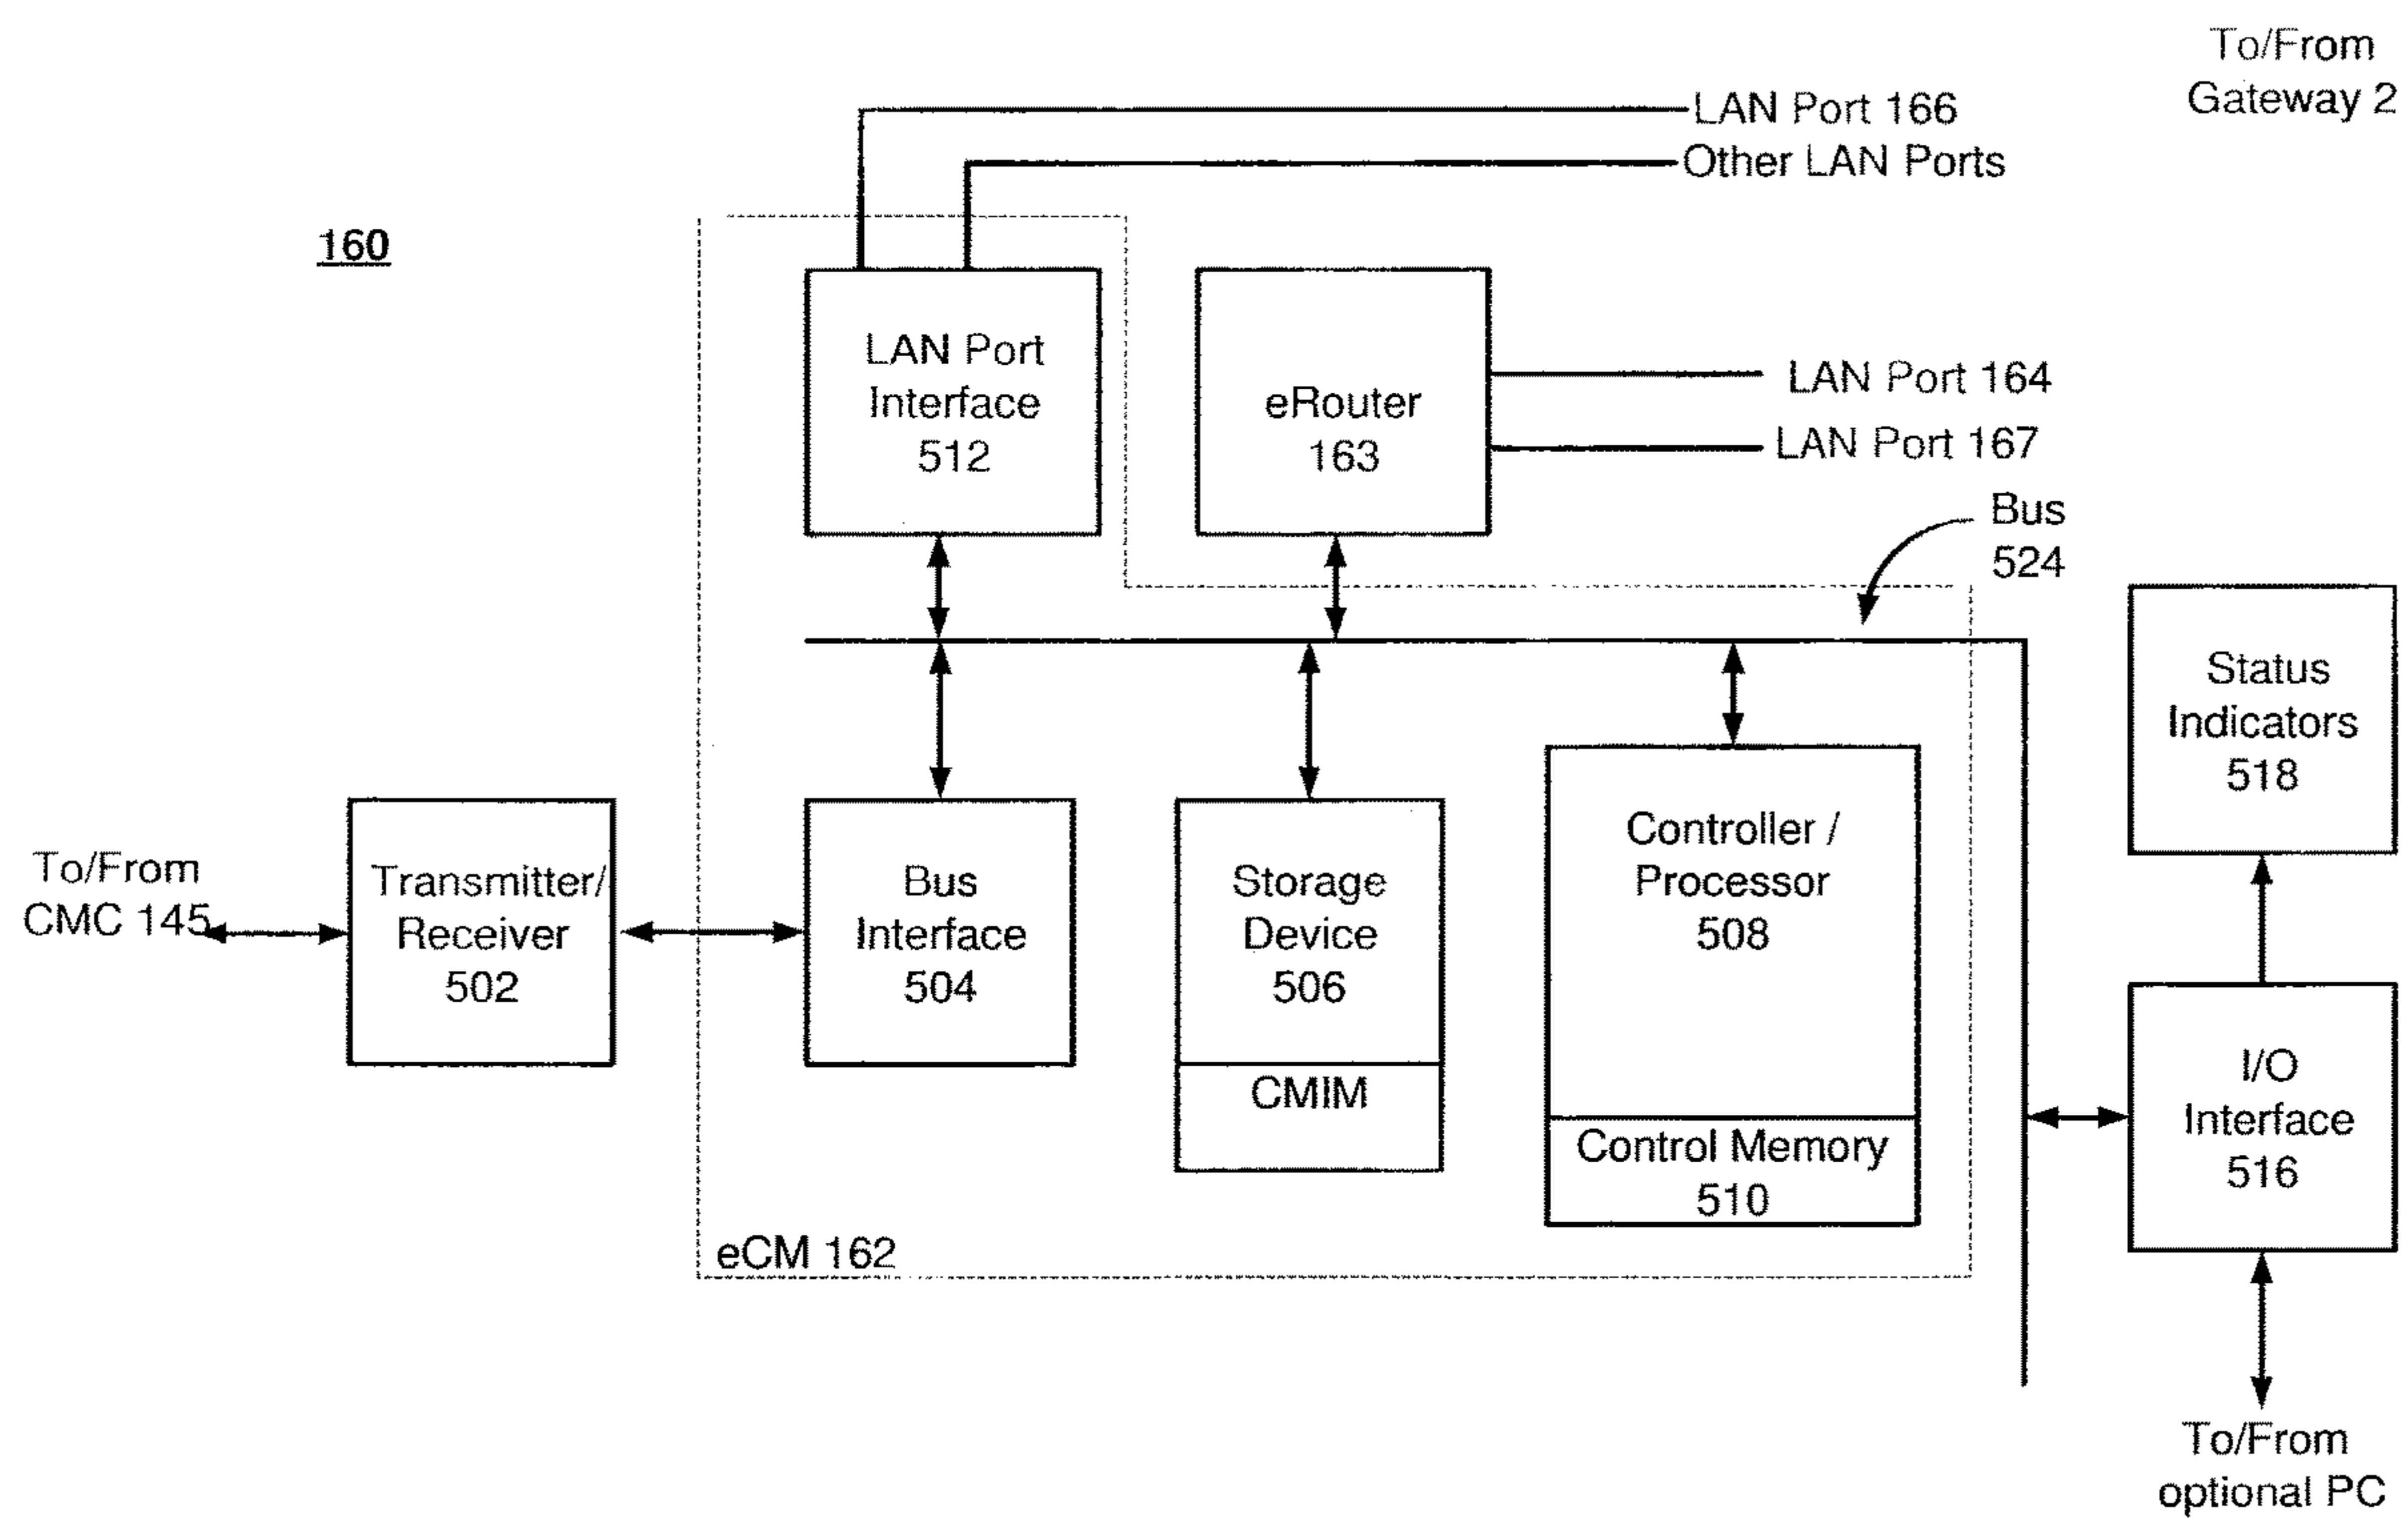 To/From
Gateway 2
LAN Port 166
Other LAN Ports
160
LAN Port
Interface
512
eRouter
163
LAN Port 164
LAN Port 167
Bus
524
Status
Indicators
518
To/From
CMC 145
Transmitter/
Receiver
502
Bus
Interface
504
Storage
Device
506
CMIM
Controller /
Processor
508
Control Memory
510
I/O
Interface
516
eCM 162
To/From
optional PC